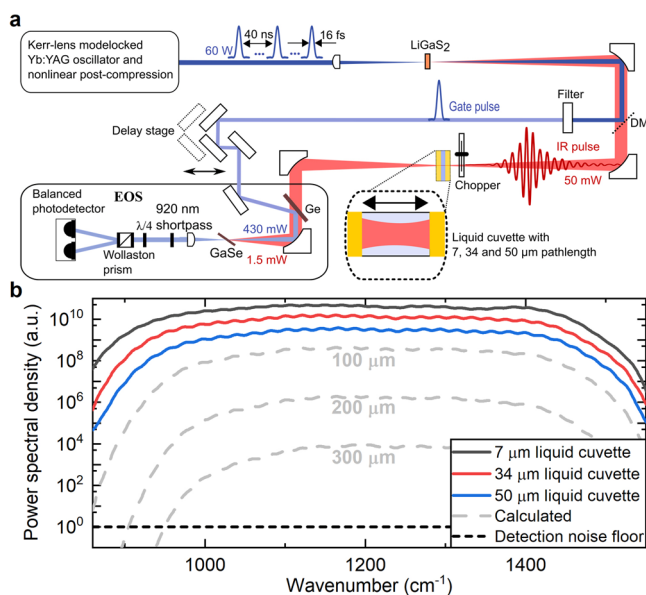 a
Kerr-lens modelocked
Yb:YAG oscillator and
nonlinear post-compression
60 W
40 ns
16 fs
...
...
LiGaS2
Gate pulse
Filter
DM
Delay stage
IR pulse
50 mW
Chopper
Balanced
photodetector
EOS
λ/4
920 nm
shortpass
Ge
430 mW
1.5 mW
GaSe
Wollaston
prism
Liquid cuvette with
7, 34 and 50 μm pathlength
b
Power spectral density (a.u.)
10^10
10^8
10^6
10^4
10^2
10^0
100 μm
200 μm
300 μm
7 μm liquid cuvette
34 μm liquid cuvette
50 μm liquid cuvette
Calculated
Detection noise floor
1000
1200
1400
Wavenumber (cm⁻¹)